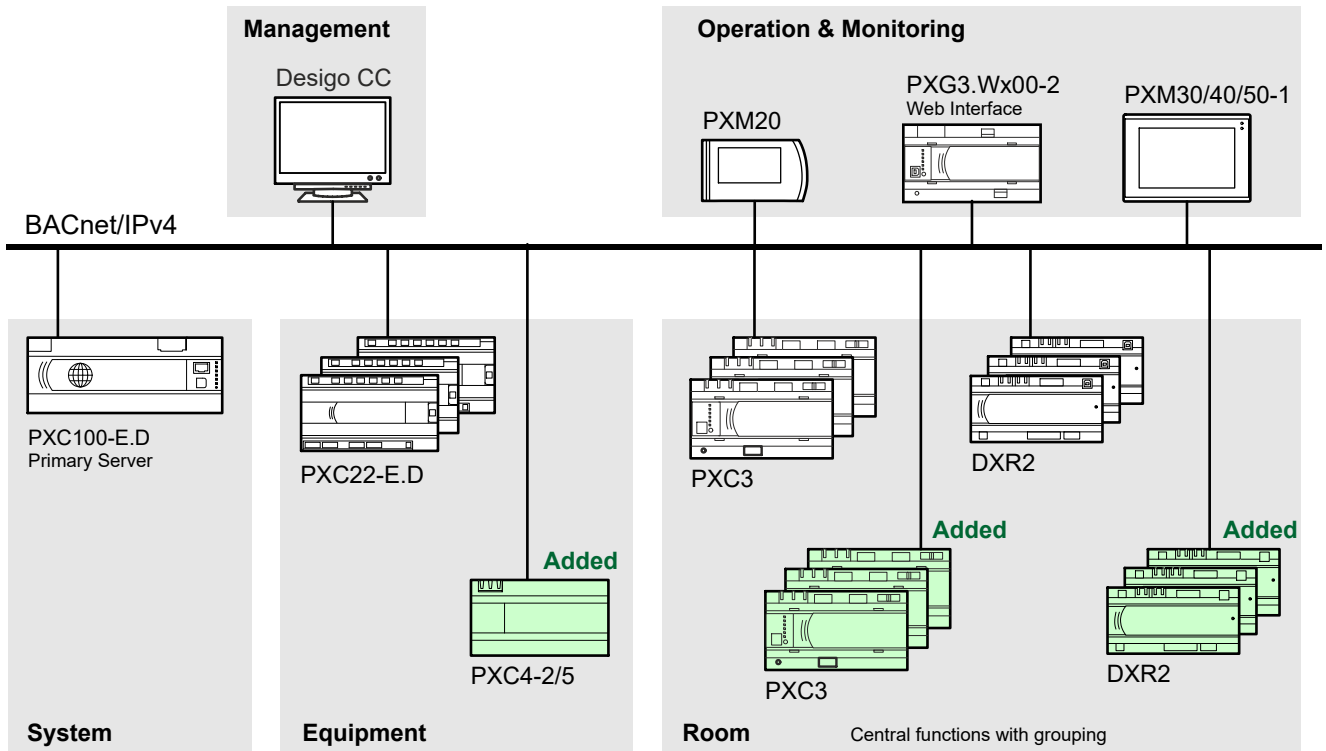 Management
Desigo CC
Operation & Monitoring
PXM20
PXG3.Wx00-2
Web Interface
PXM30/40/50-1
BACnet/IPv4
PXC100-E.D
Primary Server
PXC22-E.D
PXC3
DXR2
Added
PXC4-2/5
Added
PXC3
Added
DXR2
System
Equipment
Room
Central functions with grouping